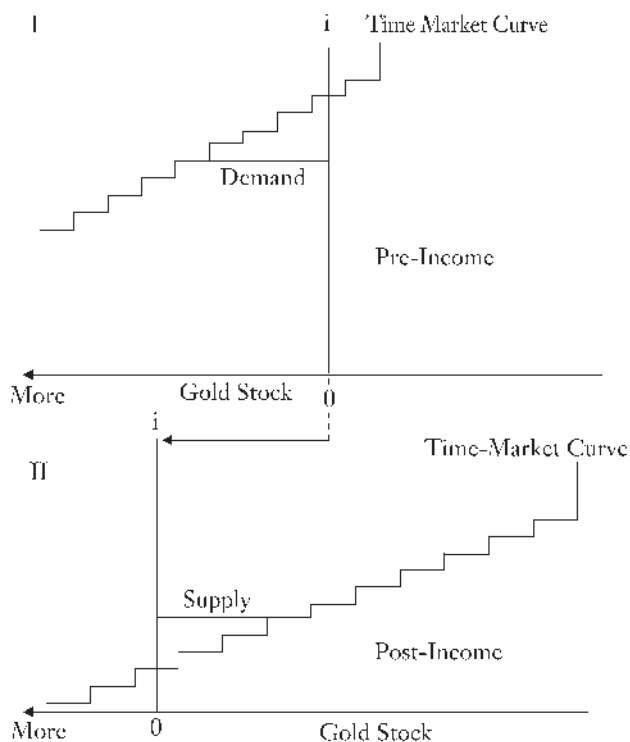 I
i
Time Market Curve
Demand
Pre-Income
More
Gold Stock
0
i
II
Time-Market Curve
Supply
Post-Income
More
0
Gold Stock